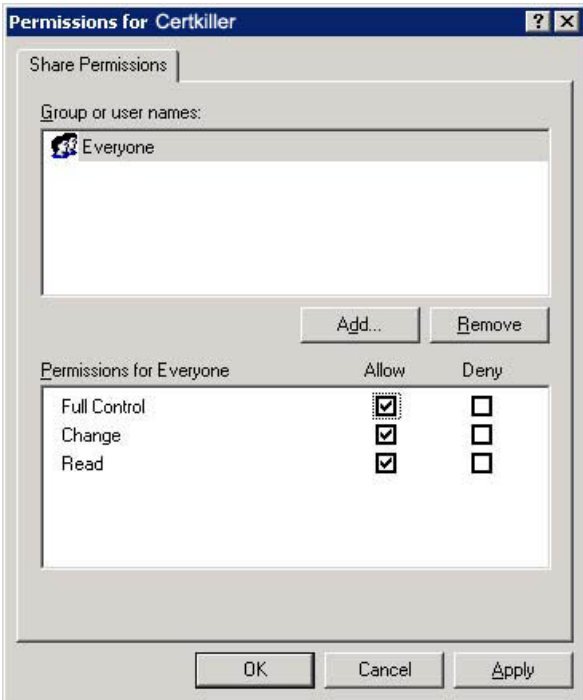 Permissions for Certkiller
Share Permissions
Group or user names:
Everyone
Add... Remove
Permissions for Everyone Allow Deny
Full Control
Change
Read
OK Cancel Apply